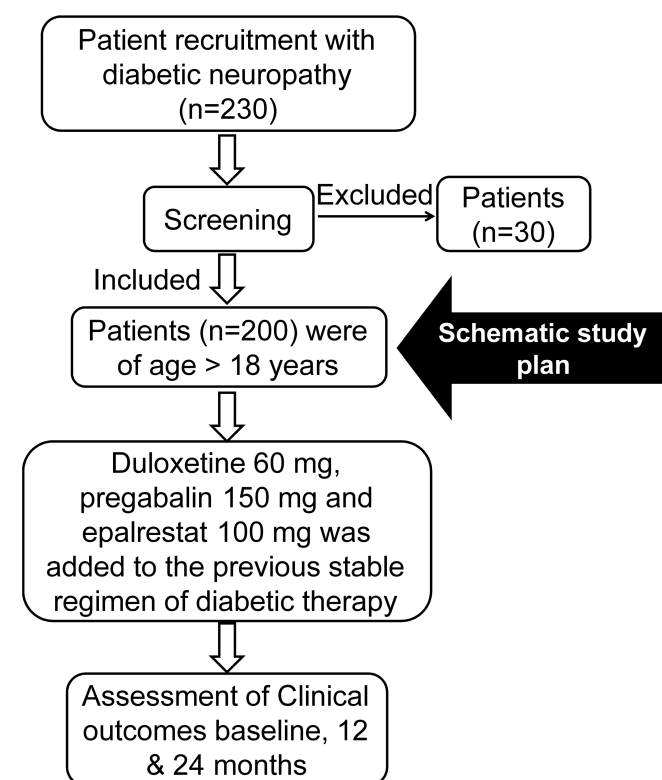 Patient recruitment with
diabetic neuropathy
(n=230)
Screening
Excluded
Patients
(n=30)
Included
Patients (n=200) were
of age > 18 years
Schematic study
plan
Duloxetine 60 mg,
pregabalin 150 mg and
epalrestat 100 mg was
added to the previous stable
regimen of diabetic therapy
Assessment of Clinical
outcomes baseline, 12
& 24 months